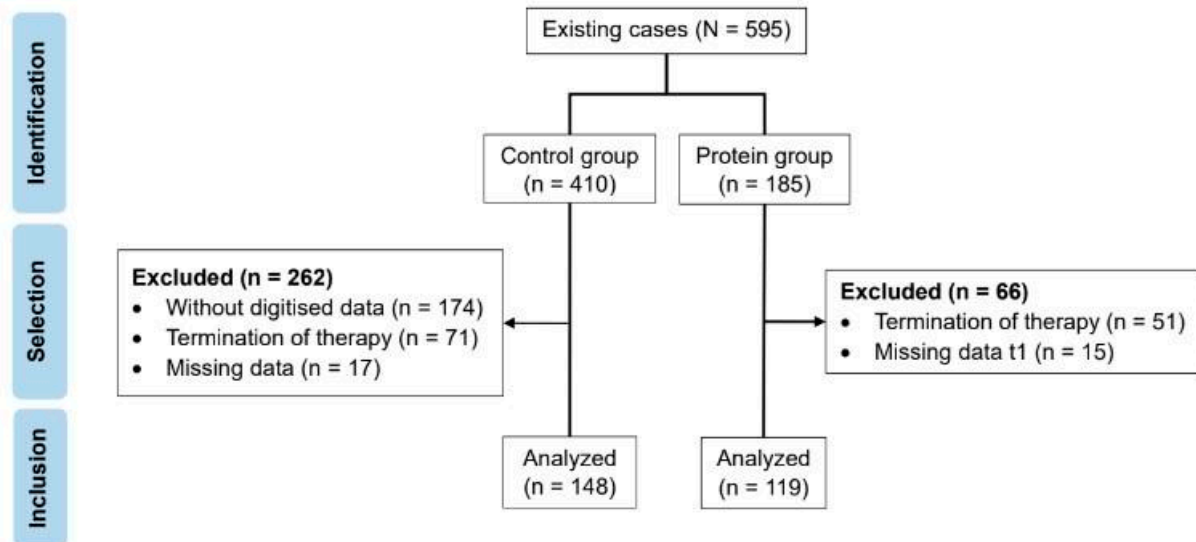 Identification
Existing cases (N = 595)
Control group
(n = 410)
Protein group
(n = 185)
Selection
Excluded (n = 262)
• Without digitised data (n = 174)
• Termination of therapy (n = 71)
• Missing data (n = 17)
Excluded (n = 66)
• Termination of therapy (n = 51)
• Missing data t1 (n = 15)
Inclusion
Analyzed
(n = 148)
Analyzed
(n = 119)